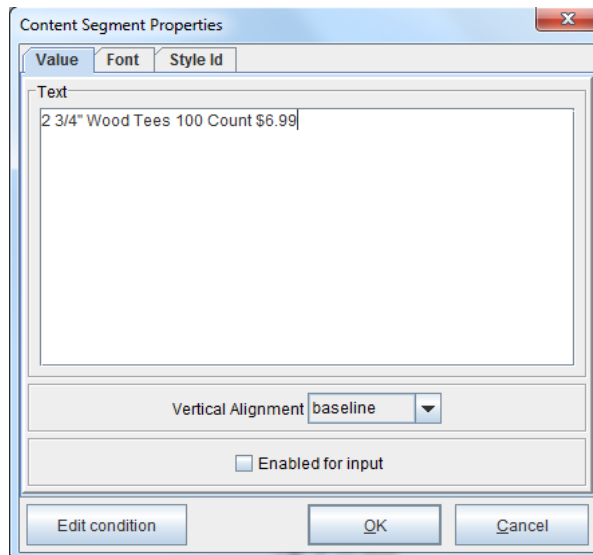 Content Segment Properties
Value Font Style Id
Text
2 3/4" Wood Tees 100 Count $6.99
Vertical Alignment baseline
Enabled for input
Edit condition OK Cancel